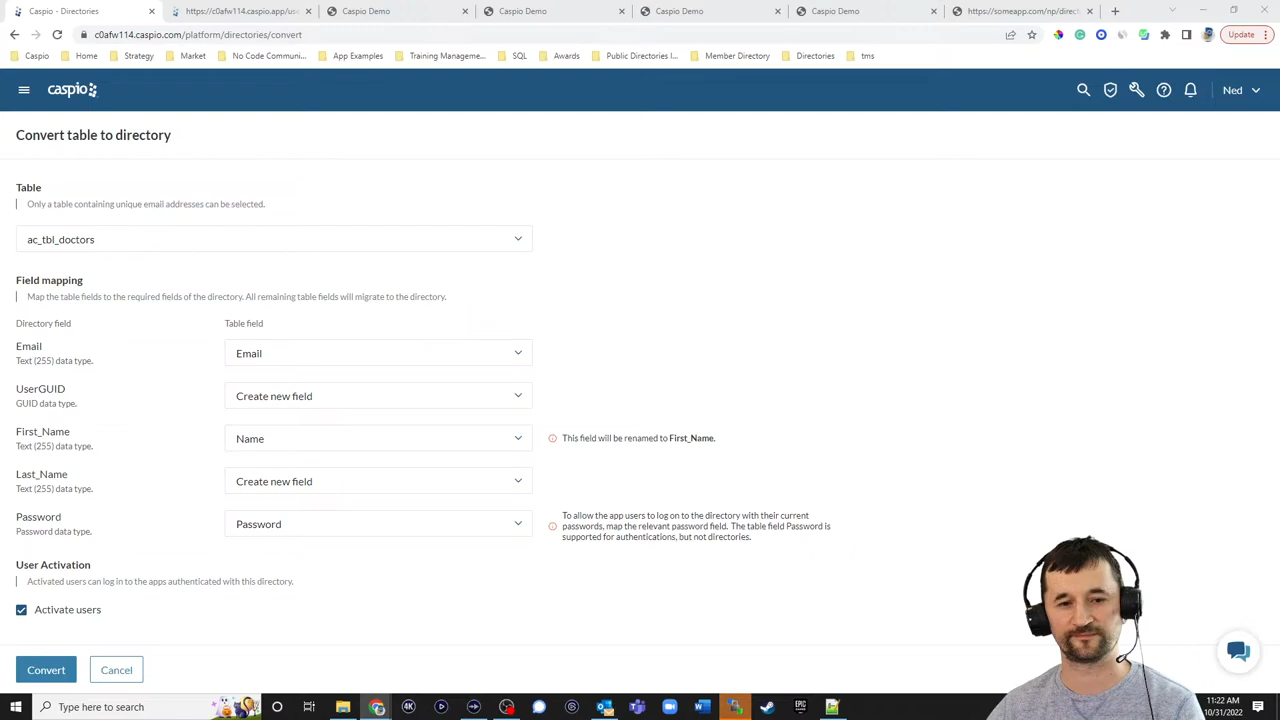 Caspio - Directories
https://c0afw114.caspio.app/use
Caspio Demo
Caspio Demo
Caspio Demo
Caspio Demo
https://someapp.com/np/direct
c0afw114.caspio.com/platform/directories/convert
Update
Caspio
Home
Strategy
Market
No Code Communi...
App Examples
Training Manageme...
SQL
Awards
Public Directories I...
Member Directory
Directories
tms
caspio
Ned
Convert table to directory
Table
Only a table containing unique email addresses can be selected.
ac_tbl_doctors
Field mapping
Map the table fields to the required fields of the directory. All remaining table fields will migrate to the directory.
Directory field
Table field
Email
Text (255) data type.
Email
UserGUID
GUID data type.
Create new field
First_Name
Text (255) data type.
Name
This field will be renamed to First_Name.
Last_Name
Text (255) data type.
Create new field
Password
Password data type.
Password
To allow the app users to log on to the directory with their current
passwords, map the relevant password field. The table field Password is
supported for authentications, but not directories.
User Activation
Activated users can log in to the apps authenticated with this directory.
Activate users
Convert
Cancel
Type here to search
4K
EPIC
11:22 AM
10/31/2022